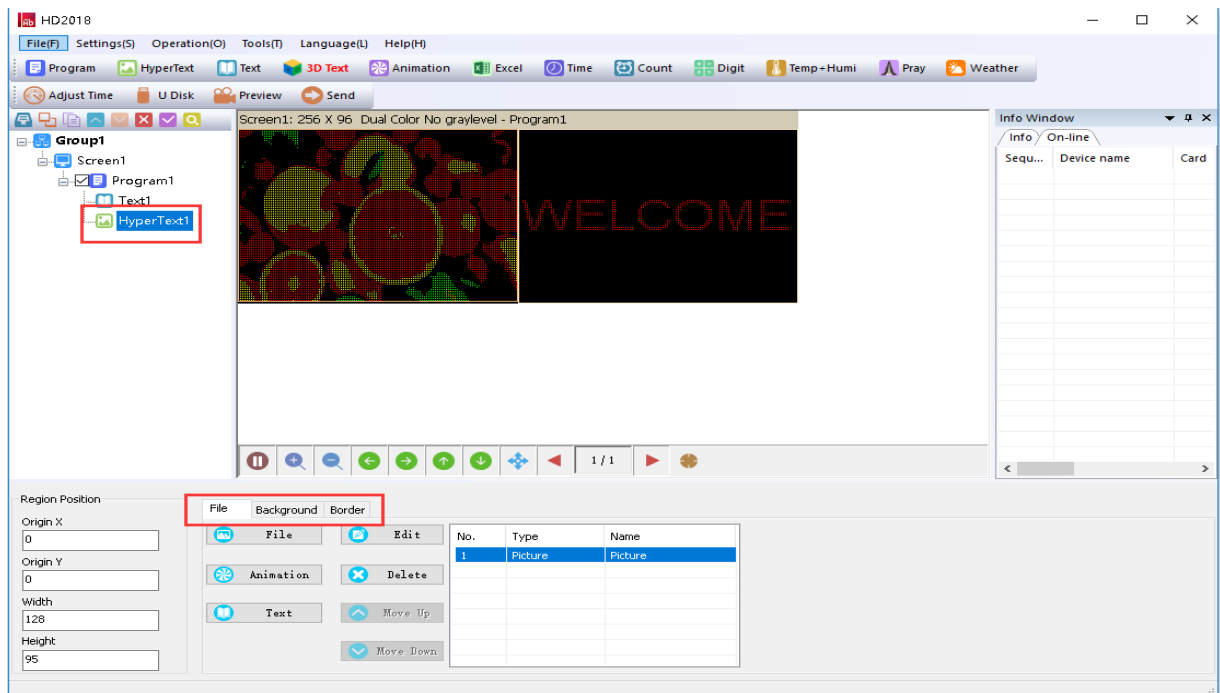 Hb HD2018
File(F) Settings(S) Operation(O) Tools(T) Language(L) Help(H)
Program HyperText Text 3D Text Animation Excel Time Count Digit Temp+Humi Pray Weather
Adjust Time U Disk Preview Send
Screen1: 256 X 96 Dual Color No graylevel - Program1
Info Window
Info On-line
Sequ... Device name Card
Group1
Screen1
Program1
Text1
HyperText1
WELCOME
1/1
Region Position
Origin X
0
Origin Y
0
Width
128
Height
95
File Background Border
File Edit
Animation Delete
Text Move Up
Move Down
No. Type Name
1 Picture Picture